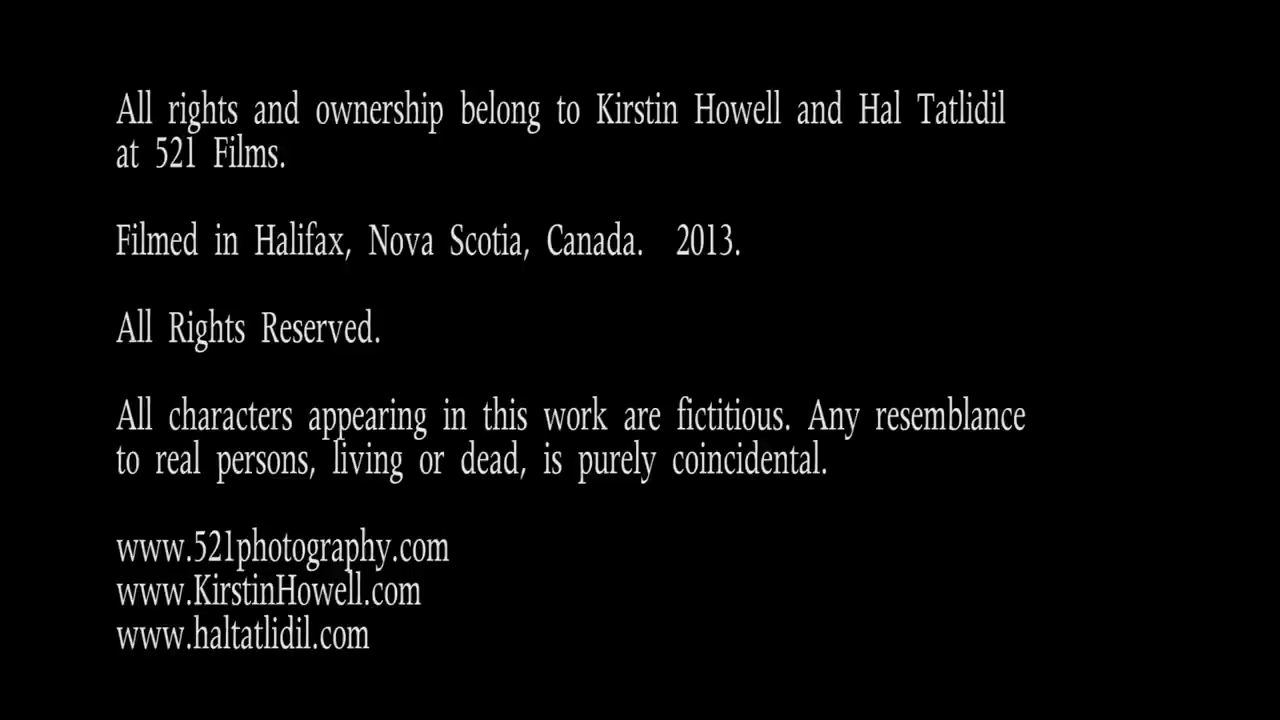 All rights and ownership belong to Kirstin Howell and Hal Tatlidil
at 521 Films.
Filmed in Halifax, Nova Scotia, Canada. 2013.
All Rights Reserved.
All characters appearing in this work are fictitious. Any resemblance
to real persons, living or dead, is purely coincidental.
www.521photography.com
www.KirstinHowell.com
www.haltatlidil.com